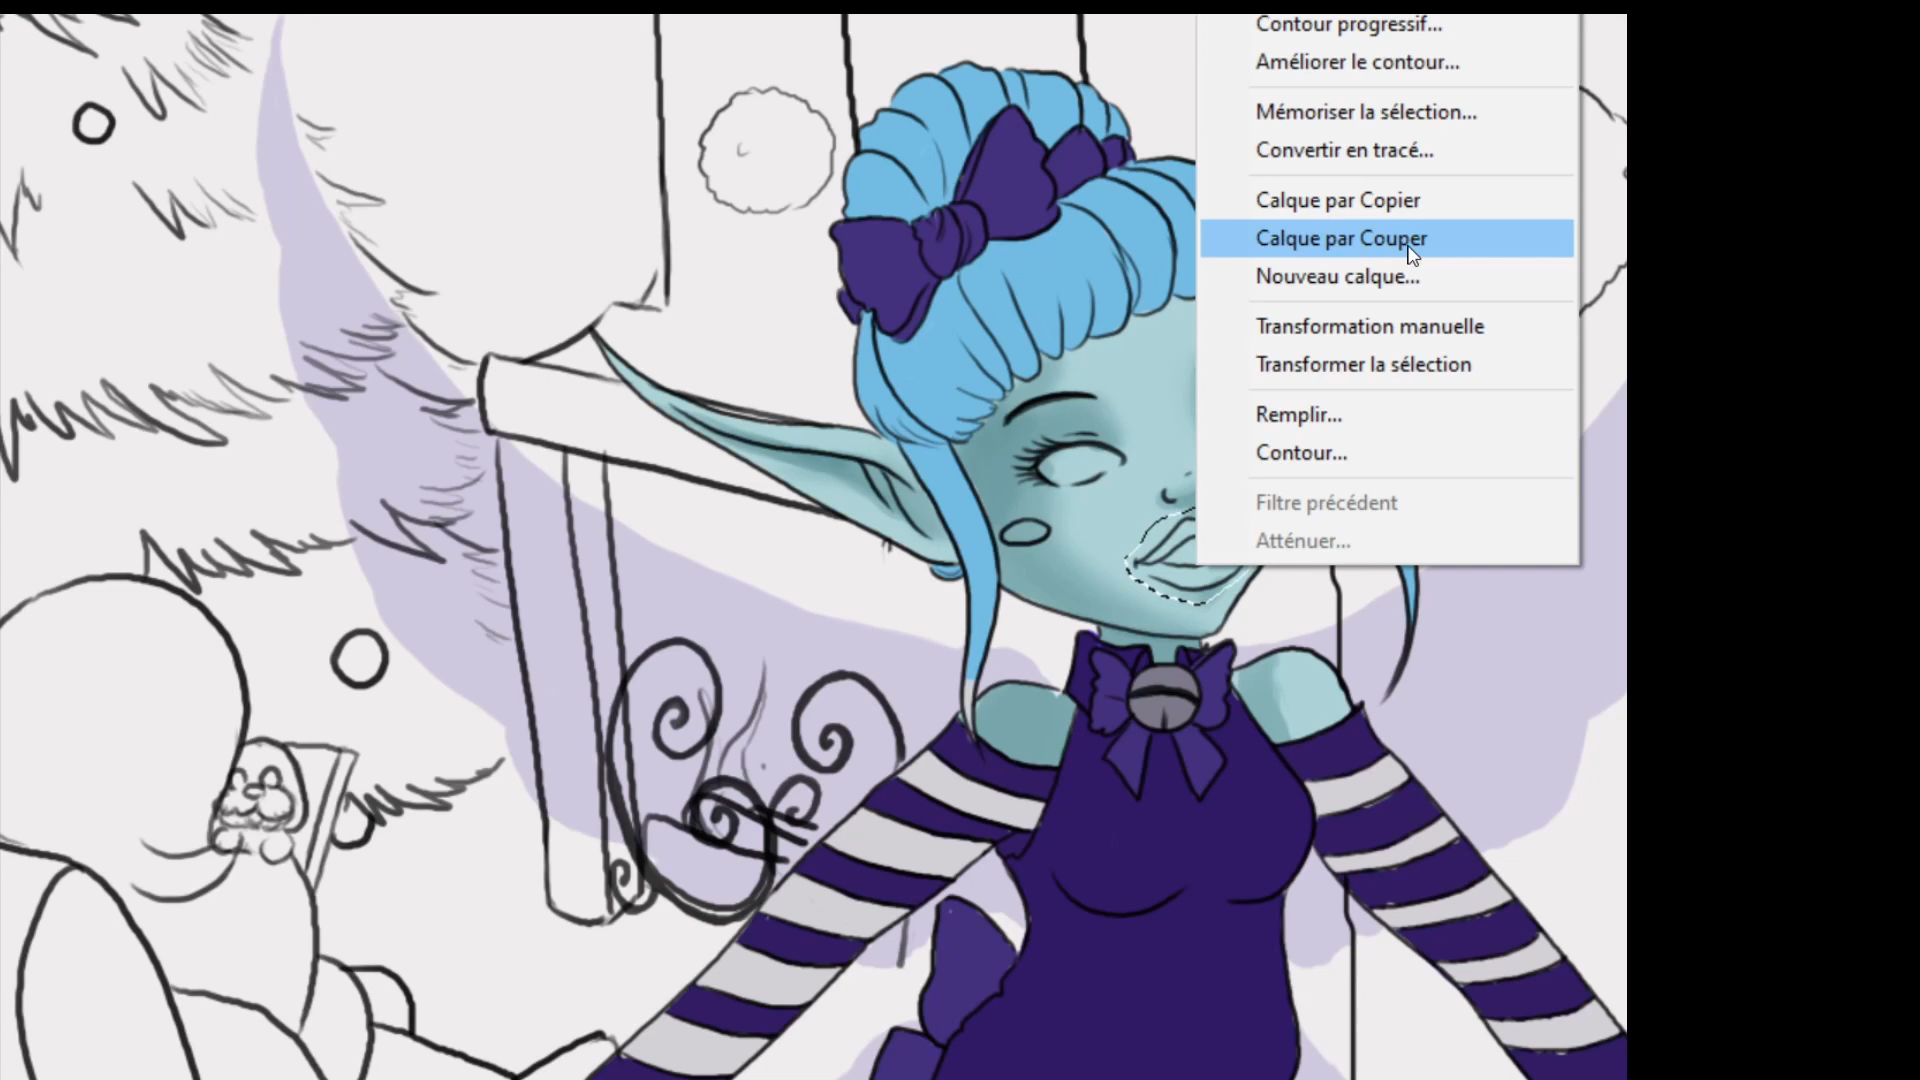 Contour progressif...
Améliorer le contour...
Mémoriser la sélection...
Convertir en tracé...
Calque par Copier
Calque par Couper
Nouveau calque...
Transformation manuelle
Transformer la sélection
Remplir...
Contour...
Filtre précédent
Atténuer...